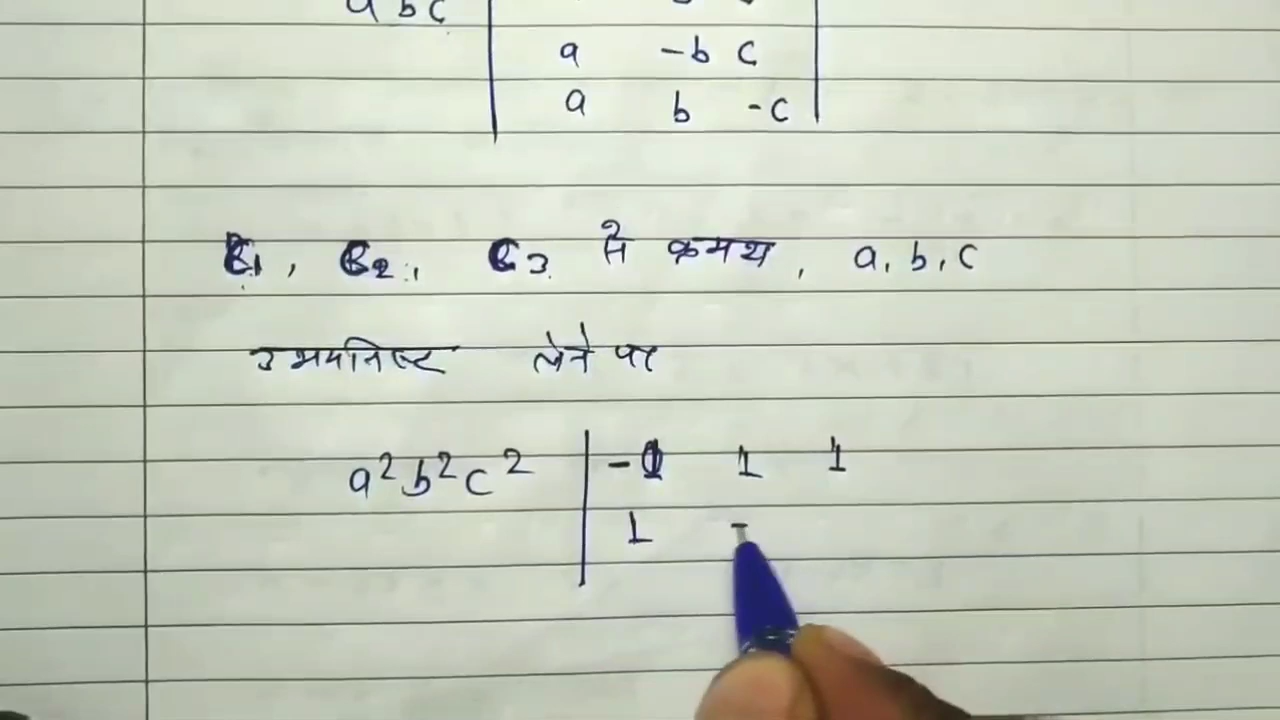 a b c
a -b c
a b -c
C1, C2, C3 से क्रमश, a, b, c
उभयनिष्ट लेने पर
a²b²c² | -1 1 1
1 -